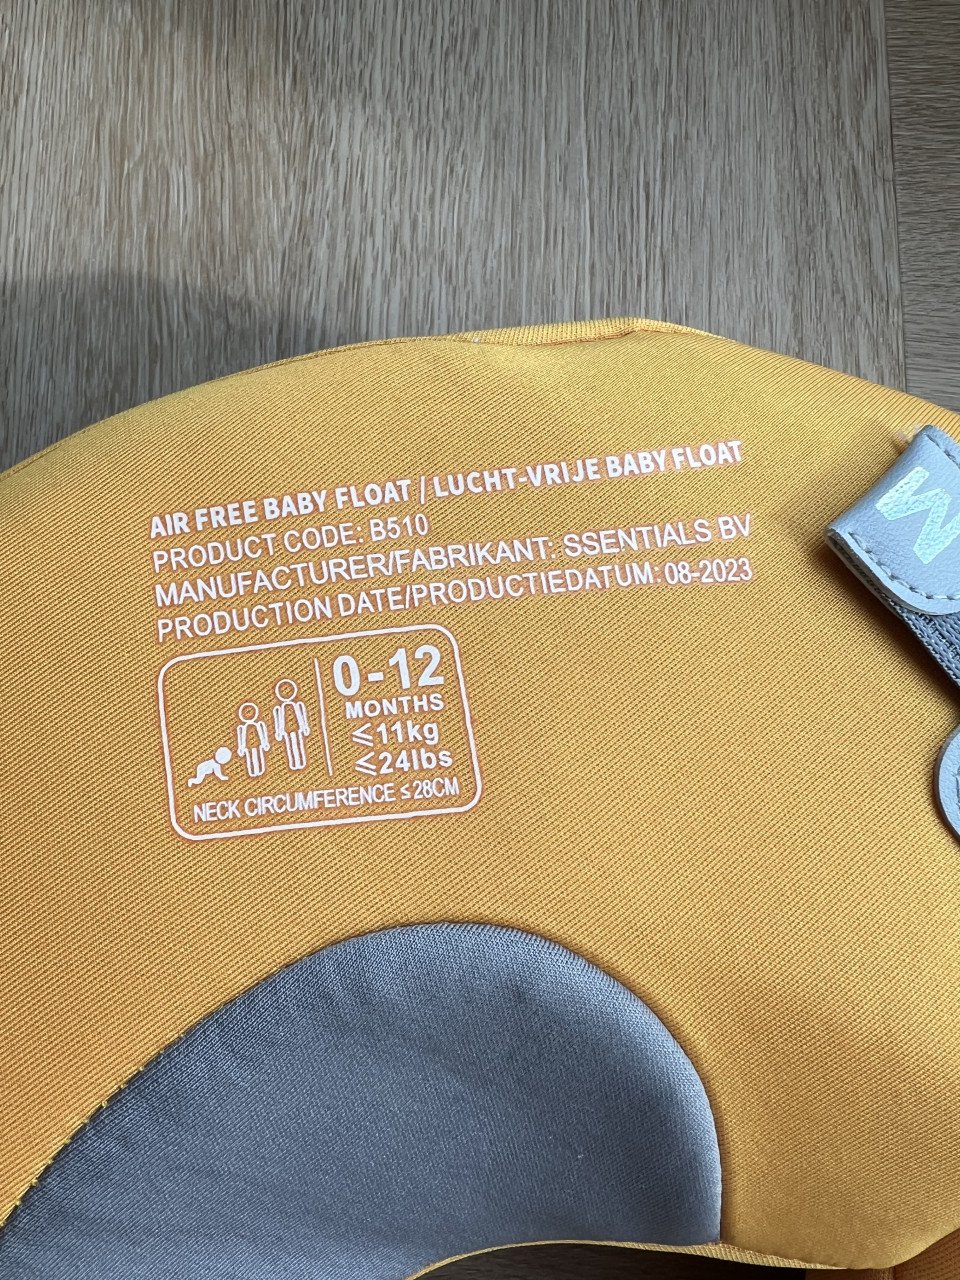 AIR FREE BABY FLOAT / LUCHT-VRIJE BABY FLOAT
PRODUCT CODE: B510
MANUFACTURER/FABRIKANT: SSENTIALS BV
PRODUCTION DATE/PRODUCTIEDATUM: 08-2023
0-12
MONTHS
≤11kg
≤24lbs
NECK CIRCUMFERENCE ≤28CM